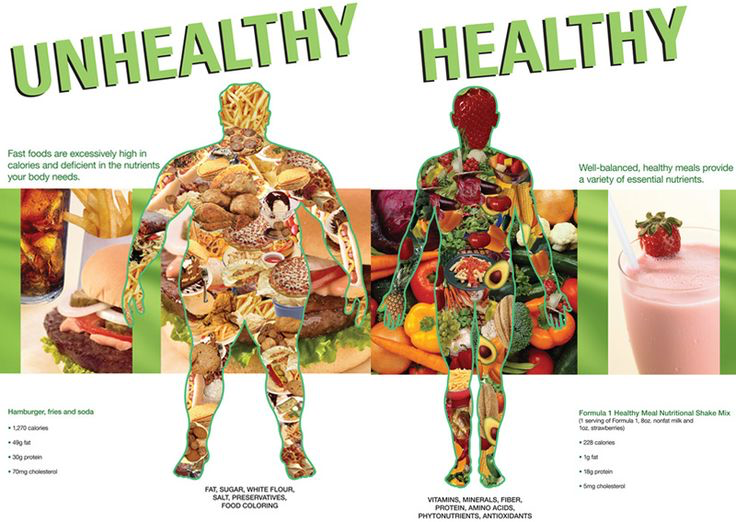 UNHEALTHY
Fast foods are excessively high in
calories and deficient in the nutrients
your body needs.
Hamburger, fries and soda
• 1,270 calories
• 49g fat
• 30g protein
• 70mg cholesterol
FAT, SUGAR, WHITE FLOUR,
SALT, PRESERVATIVES,
FOOD COLORING
HEALTHY
Well-balanced, healthy meals provide
a variety of essential nutrients.
Formula 1 Healthy Meal Nutritional Shake Mix
(1 serving of Formula 1, 8oz. nonfat milk and
1oz. strawberries)
• 228 calories
• 1g fat
• 18g protein
• 5mg cholesterol
VITAMINS, MINERALS, FIBER,
PROTEIN, AMINO ACIDS,
PHYTONUTRIENTS, ANTIOXIDANTS